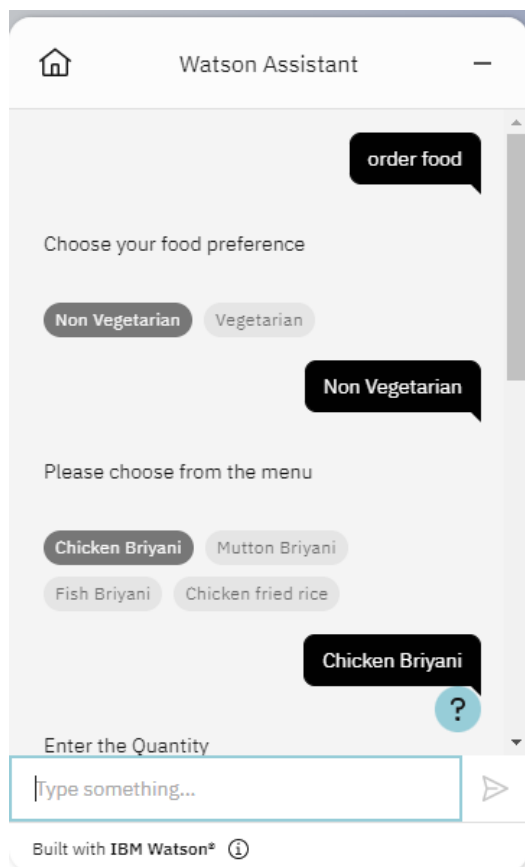 Watson Assistant
order food
Choose your food preference
Non Vegetarian Vegetarian
Non Vegetarian
Please choose from the menu
Chicken Briyani Mutton Briyani
Fish Briyani Chicken fried rice
Chicken Briyani
?
Enter the Quantity
Type something...
Built with IBM Watson®